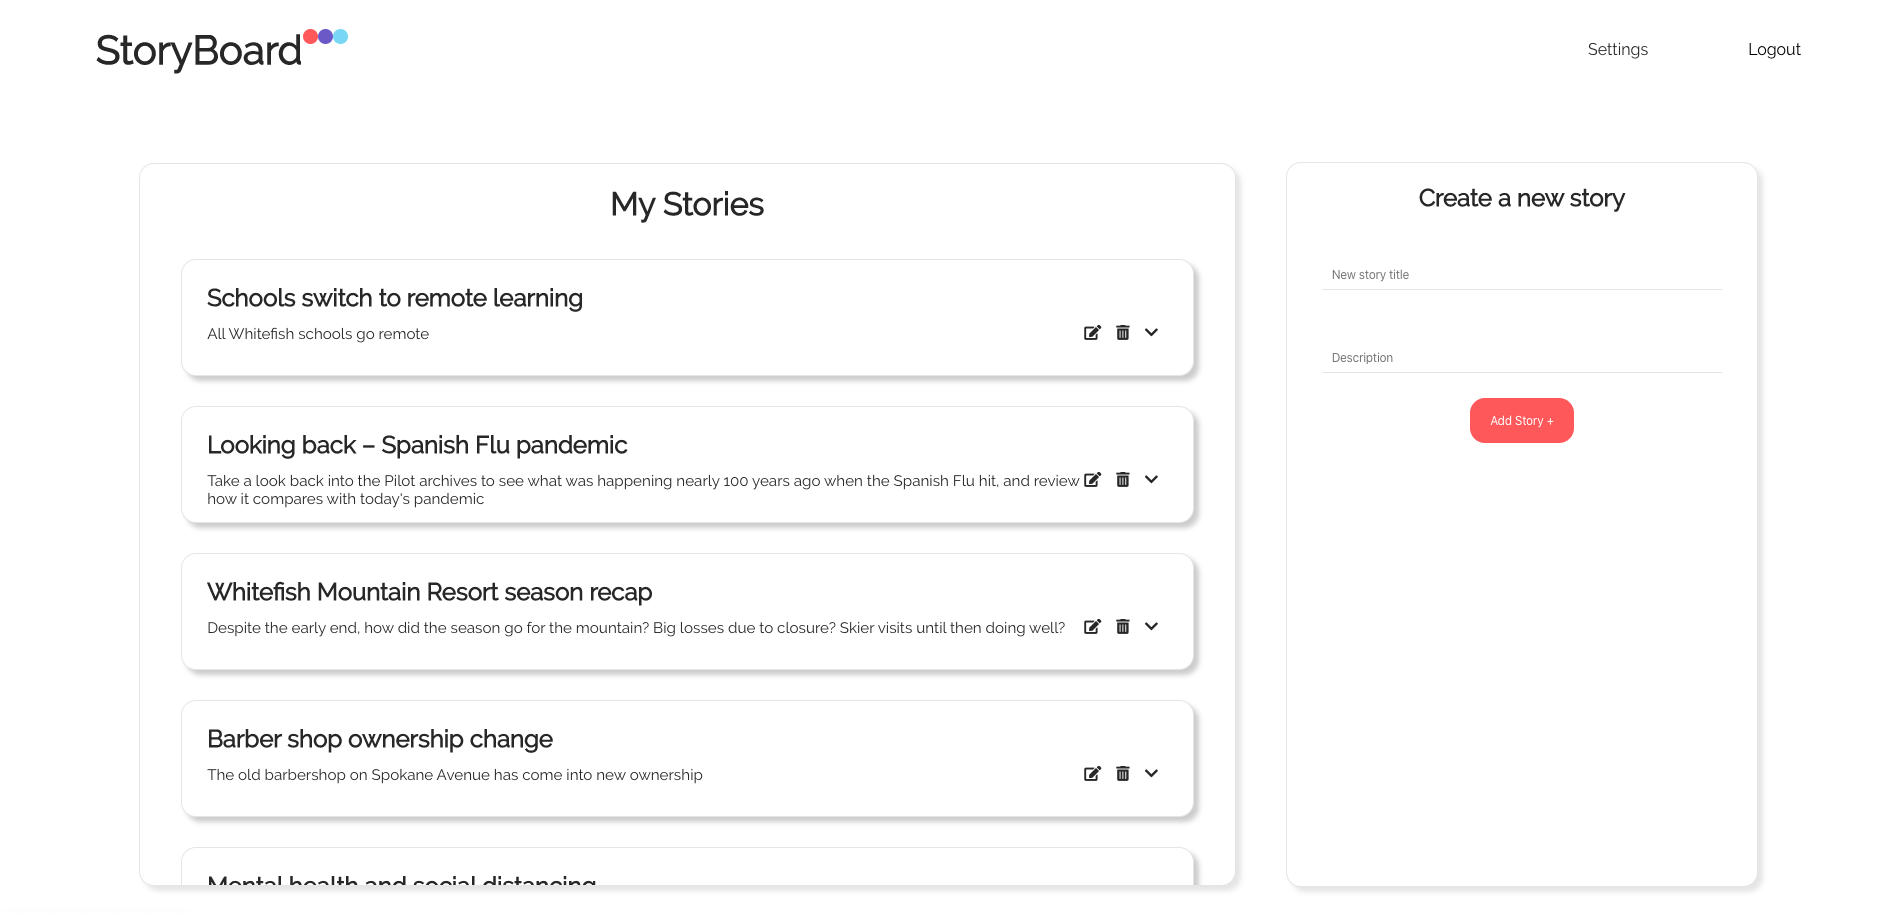 StoryBoard
Settings
Logout
My Stories
Schools switch to remote learning
All Whitefish schools go remote
Looking back – Spanish Flu pandemic
Take a look back into the Pilot archives to see what was happening nearly 100 years ago when the Spanish Flu hit, and review
how it compares with today's pandemic
Whitefish Mountain Resort season recap
Despite the early end, how did the season go for the mountain? Big losses due to closure? Skier visits until then doing well?
Barber shop ownership change
The old barbershop on Spokane Avenue has come into new ownership
Mental health and social distancing
Create a new story
New story title
Description
Add Story +